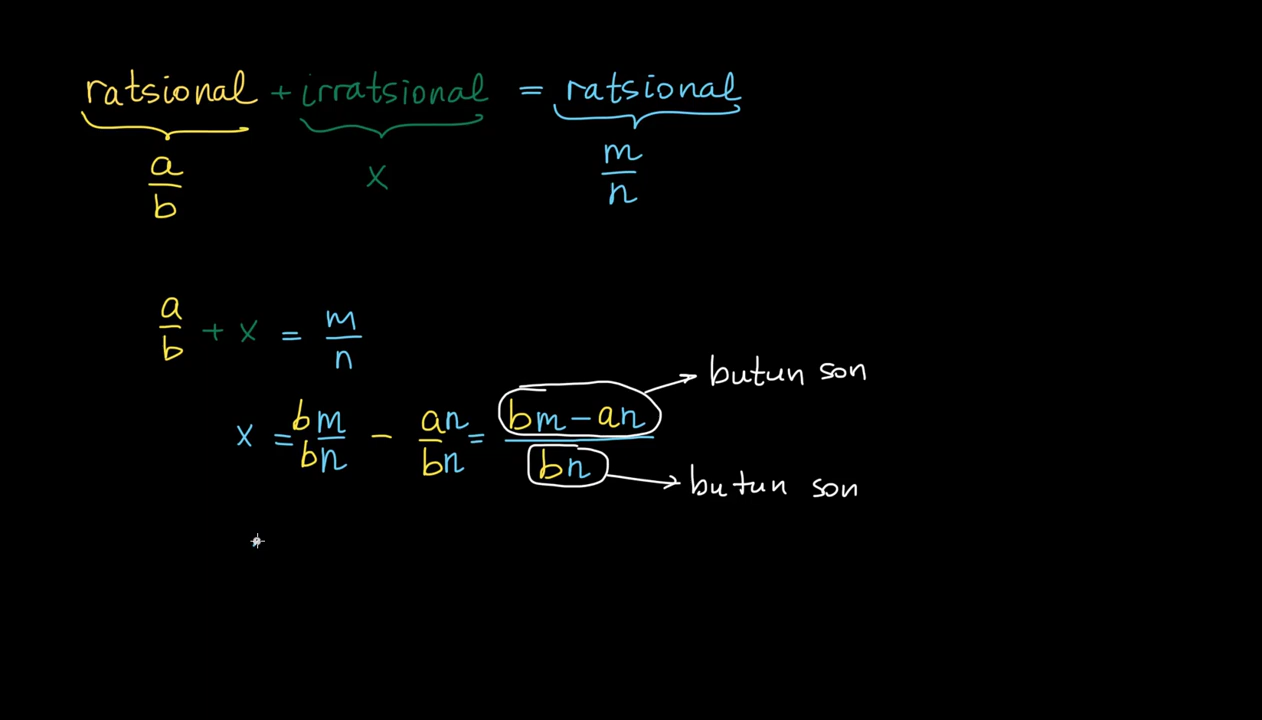 ratsional + irratsional = ratsional
a/b x m/n
a/b + x = m/n
butun son
x = bm/bn - an/bn = bm-an/bn
butun son